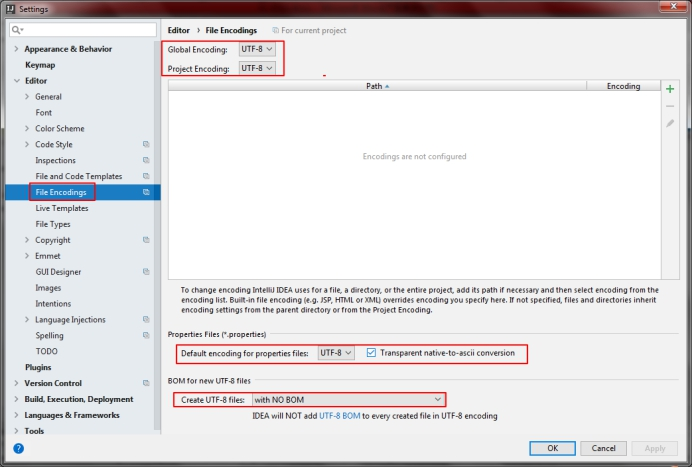 Settings
Appearance & Behavior
Keymap
Editor
General
Font
Color Scheme
Code Style
Inspections
File and Code Templates
File Encodings
Live Templates
File Types
Copyright
Emmet
GUI Designer
Images
Intentions
Language Injections
Spelling
TODO
Plugins
Version Control
Build, Execution, Deployment
Languages & Frameworks
Tools
Editor › File Encodings For current project
Global Encoding: UTF-8
Project Encoding: UTF-8
Path Encoding
Encodings are not configured
To change encoding IntelliJ IDEA uses for a file, a directory, or the entire project, add its path if necessary and then select encoding from the
encoding list. Built-in file encoding (e.g. JSP, HTML or XML) overrides encoding you specify here. If not specified, files and directories inherit
encoding settings from the parent directory or from the Project Encoding.
Properties Files (*.properties)
Default encoding for properties files: UTF-8 Transparent native-to-ascii conversion
BOM for new UTF-8 files
Create UTF-8 files: with NO BOM
IDEA will NOT add UTF-8 BOM to every created file in UTF-8 encoding
OK Cancel Apply